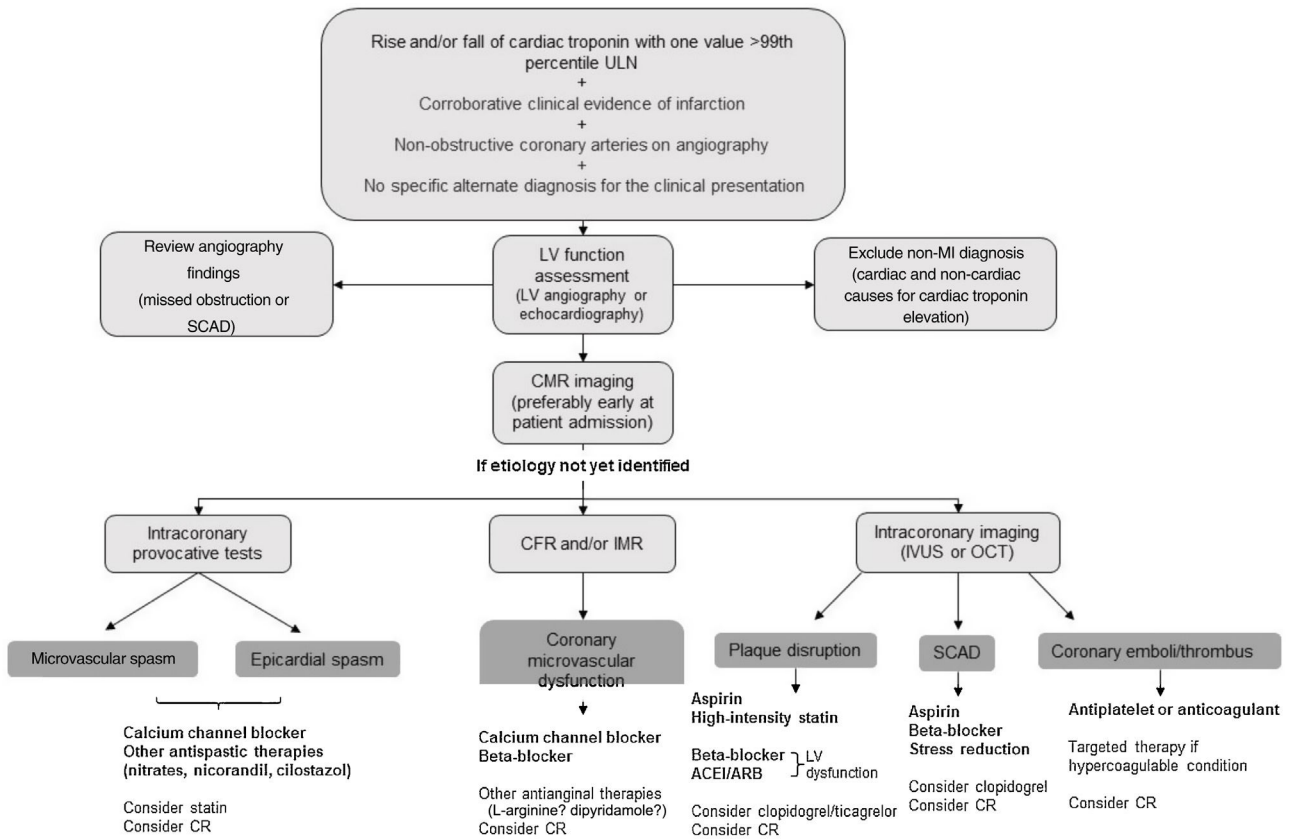 Rise and/or fall of cardiac troponin with one value >99th
percentile ULN
+
Corroborative clinical evidence of infarction
+
Non-obstructive coronary arteries on angiography
+
No specific alternate diagnosis for the clinical presentation
Review angiography
findings
(missed obstruction or
SCAD)
LV function
assessment
(LV angiography or
echocardiography)
Exclude non-MI diagnosis
(cardiac and non-cardiac
causes for cardiac troponin
elevation)
CMR imaging
(preferably early at
patient admission)
If etiology not yet identified
Intracoronary
provocative tests
CFR and/or IMR
Intracoronary imaging
(IVUS or OCT)
Microvascular spasm
Epicardial spasm
Coronary
microvascular
dysfunction
Plaque disruption
SCAD
Coronary emboli/thrombus
Calcium channel blocker
Other antispastic therapies
(nitrates, nicorandil, cilostazol)
Consider statin
Consider CR
Calcium channel blocker
Beta-blocker
Other antianginal therapies
(L-arginine? dipyridamole?)
Consider CR
Aspirin
High-intensity statin
Beta-blocker
ACEI/ARB
LV
dysfunction
Consider clopidogrel/ticagrelor
Consider CR
Aspirin
Beta-blocker
Stress reduction
Consider clopidogrel
Consider CR
Antiplatelet or anticoagulant
Targeted therapy if
hypercoagulable condition
Consider CR